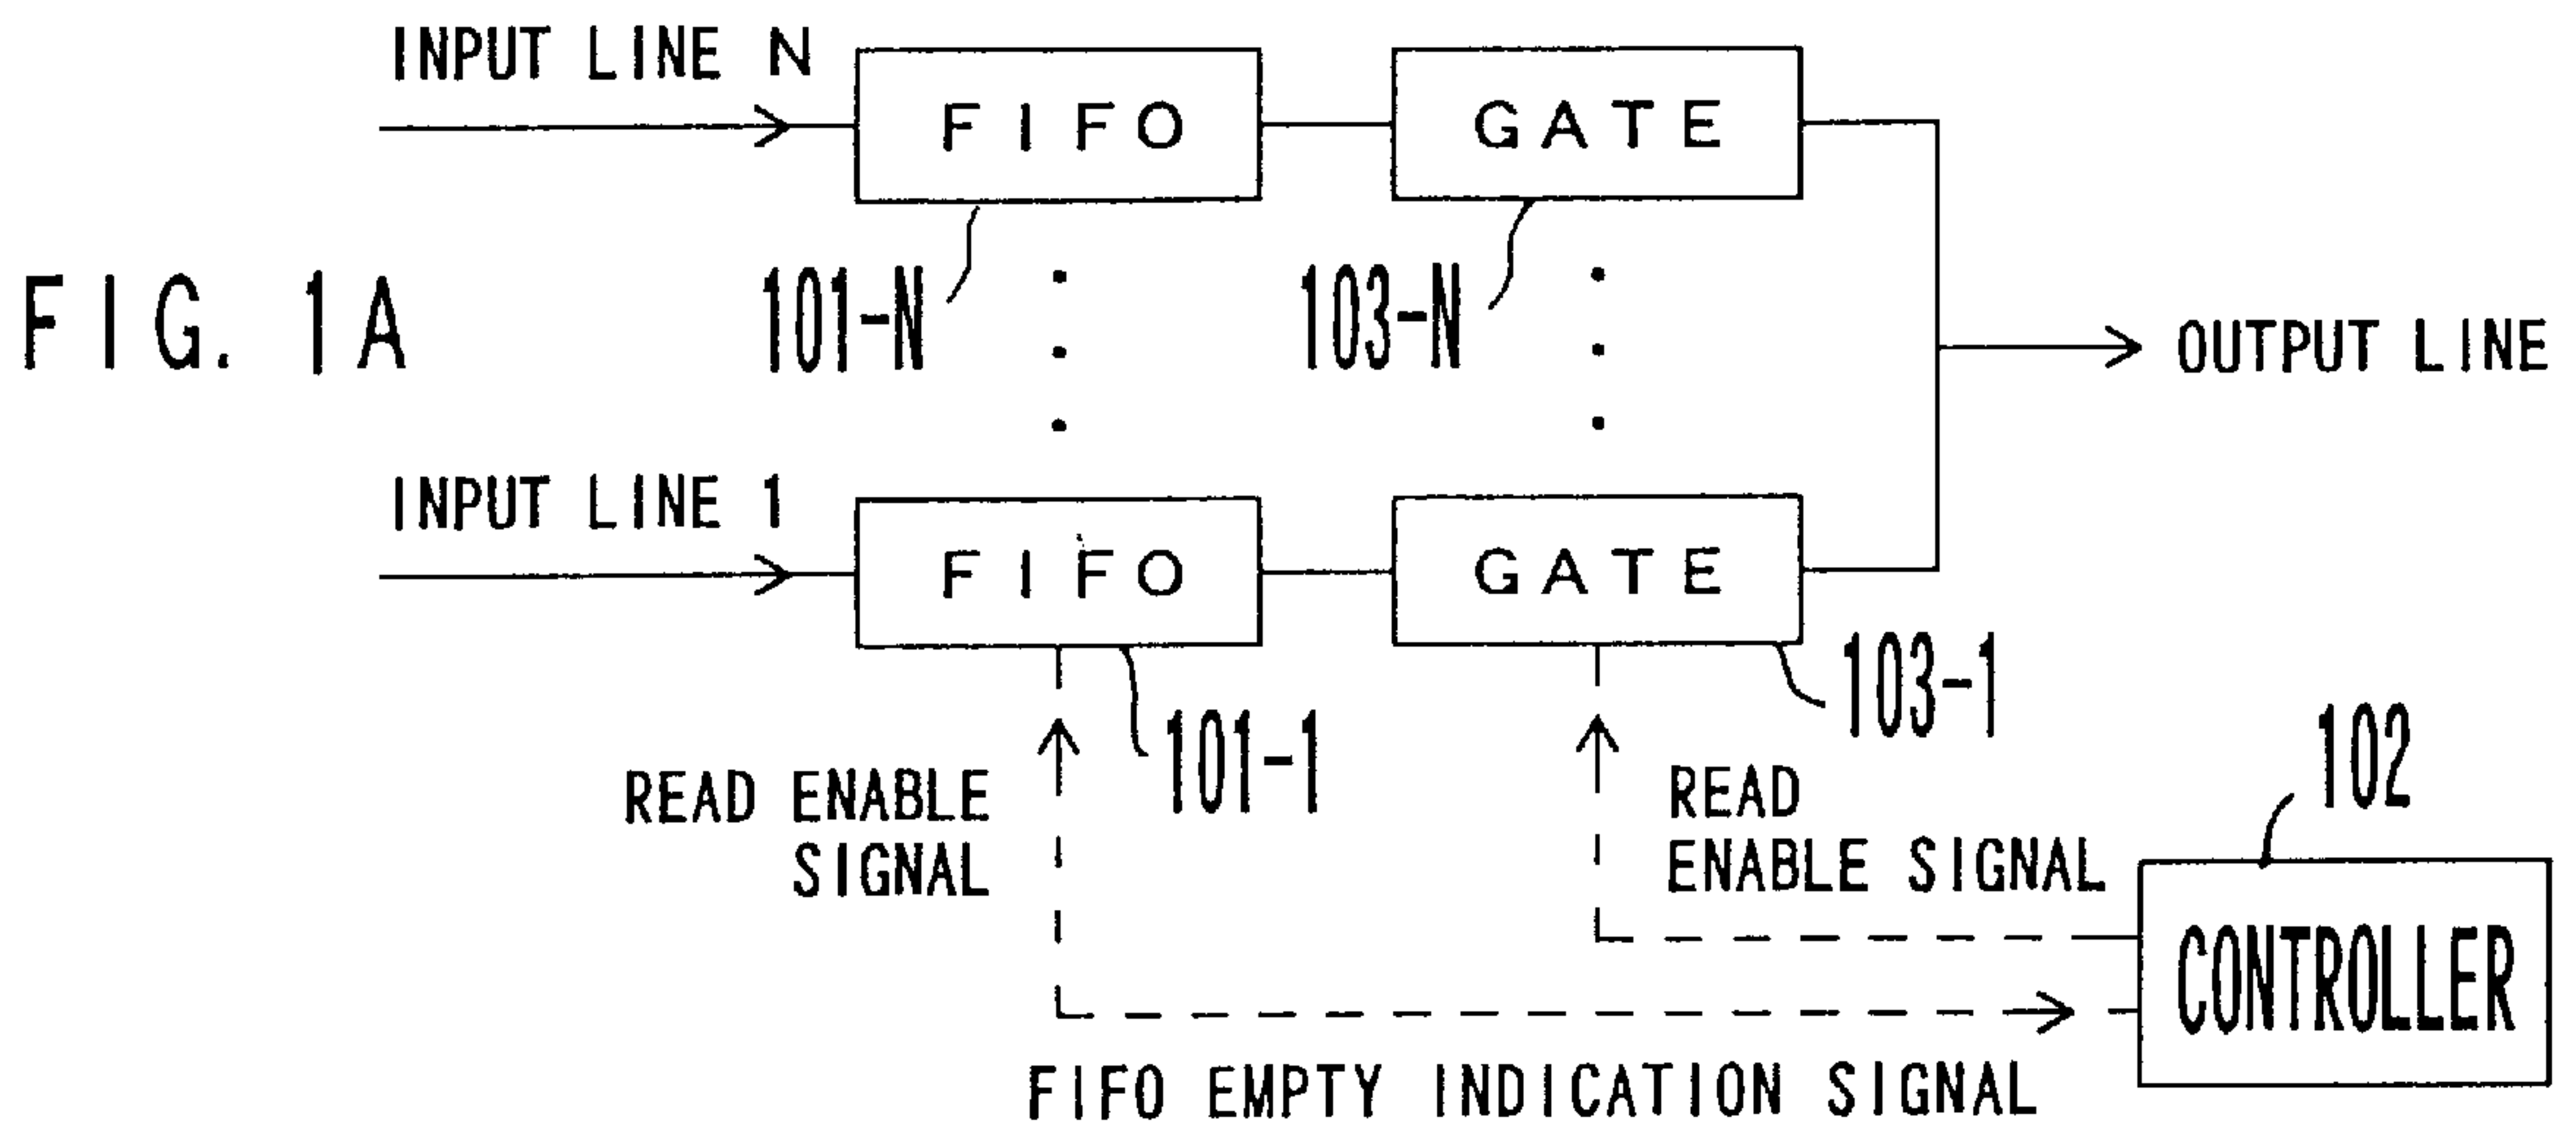 INPUT LINE N
FIFO
GATE
101-N
103-N
FIG. 1A
OUTPUT LINE
INPUT LINE 1
FIFO
GATE
103-1
101-1
102
READ ENABLE
SIGNAL
READ
ENABLE SIGNAL
CONTROLLER
FIFO EMPTY INDICATION SIGNAL